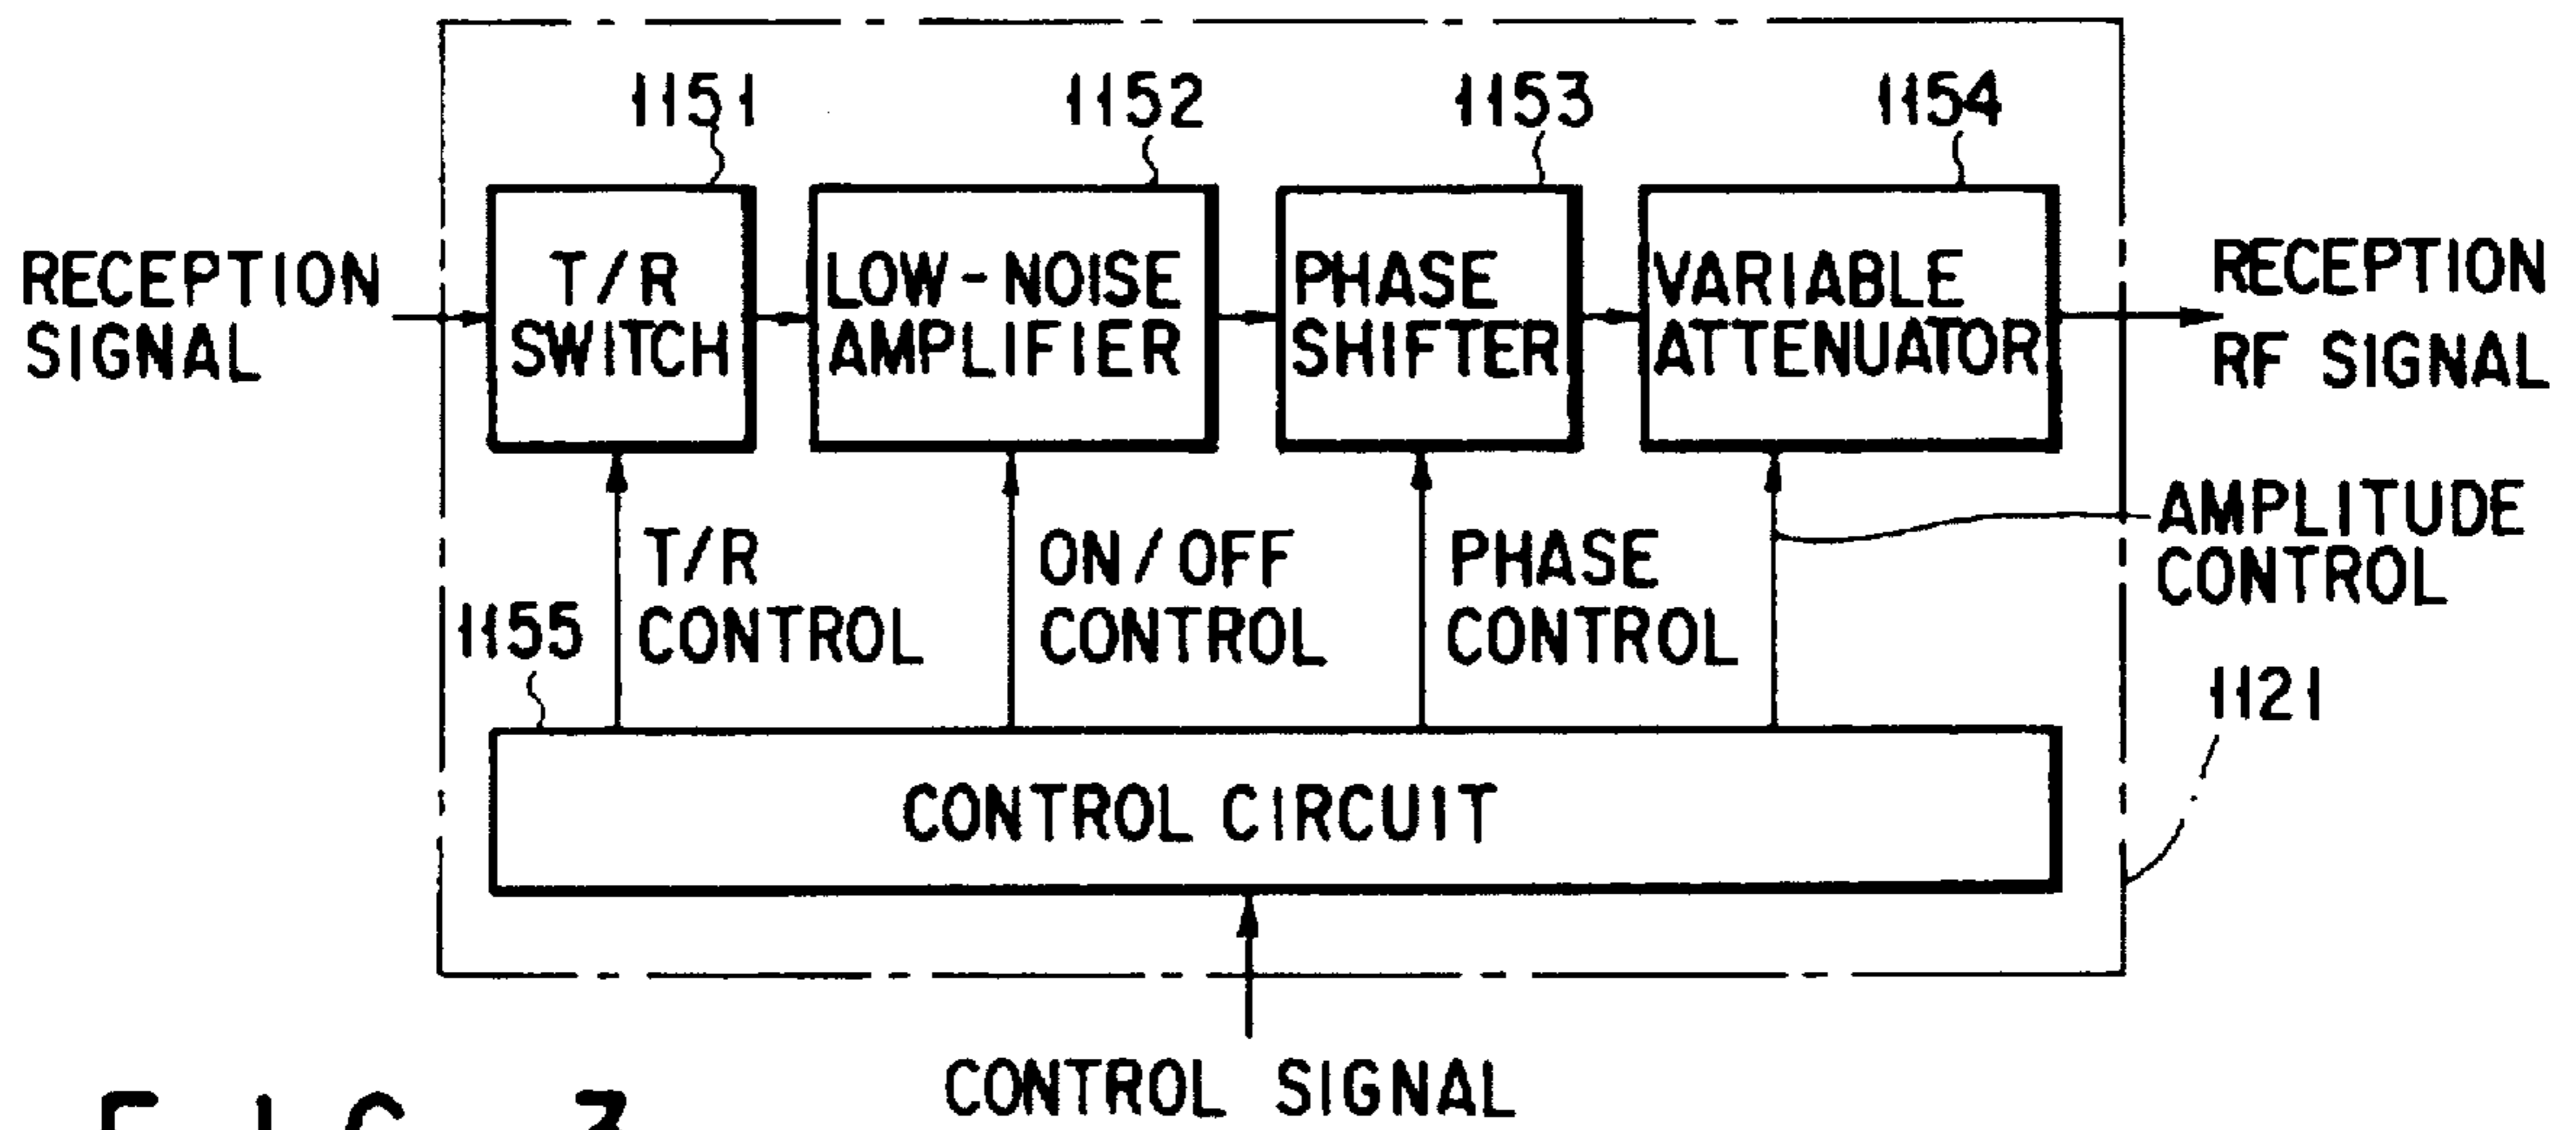 1151
1152
1153
1154
RECEPTION
SIGNAL
T/R
SWITCH
LOW-NOISE
AMPLIFIER
PHASE
SHIFTER
VARIABLE
ATTENUATOR
RECEPTION
RF SIGNAL
T/R
CONTROL
ON/OFF
CONTROL
PHASE
CONTROL
AMPLITUDE
CONTROL
1155
1121
CONTROL CIRCUIT
CONTROL SIGNAL